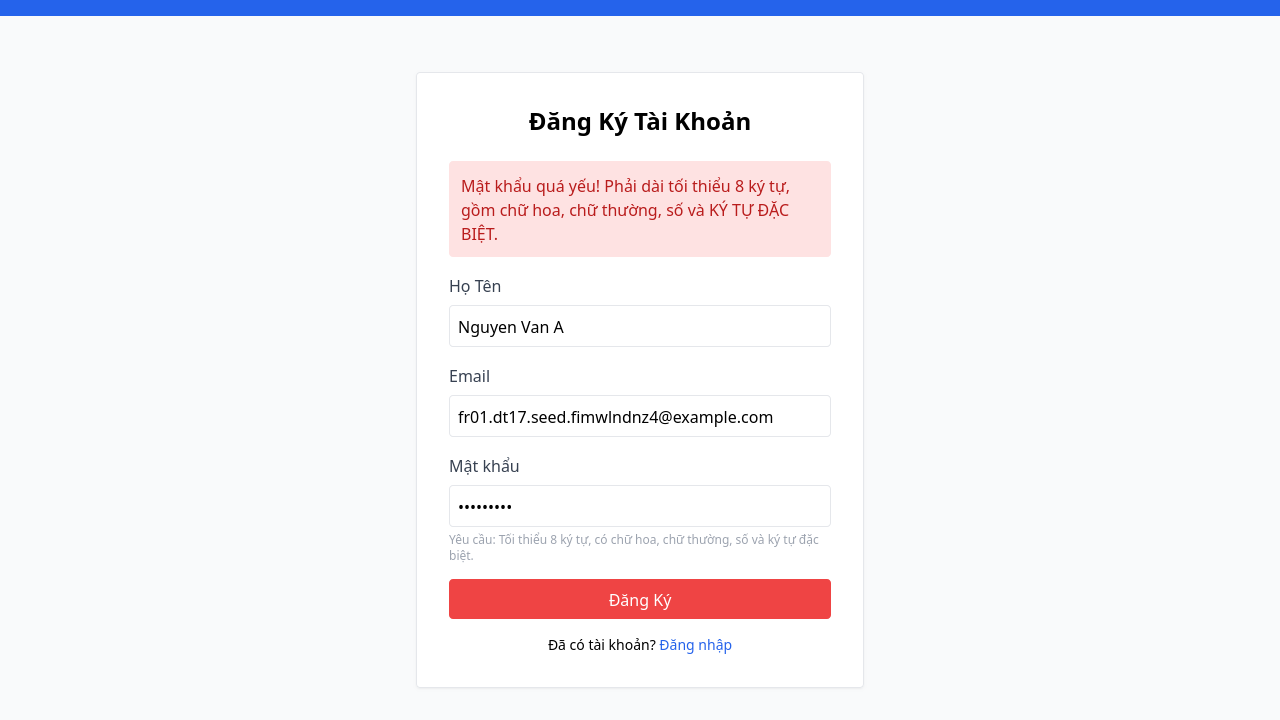 Đăng Ký Tài Khoản
Mật khẩu quá yếu! Phải dài tối thiểu 8 ký tự,
gồm chữ hoa, chữ thường, số và KÝ TỰ ĐẶC
BIỆT.
Họ Tên
Nguyen Van A
Email
fr01.dt17.seed.fimwlndnz4@example.com
Mật khẩu
•••••••••
Yêu cầu: Tối thiểu 8 ký tự, có chữ hoa, chữ thường, số và ký tự đặc
biệt.
Đăng Ký
Đã có tài khoản? Đăng nhập